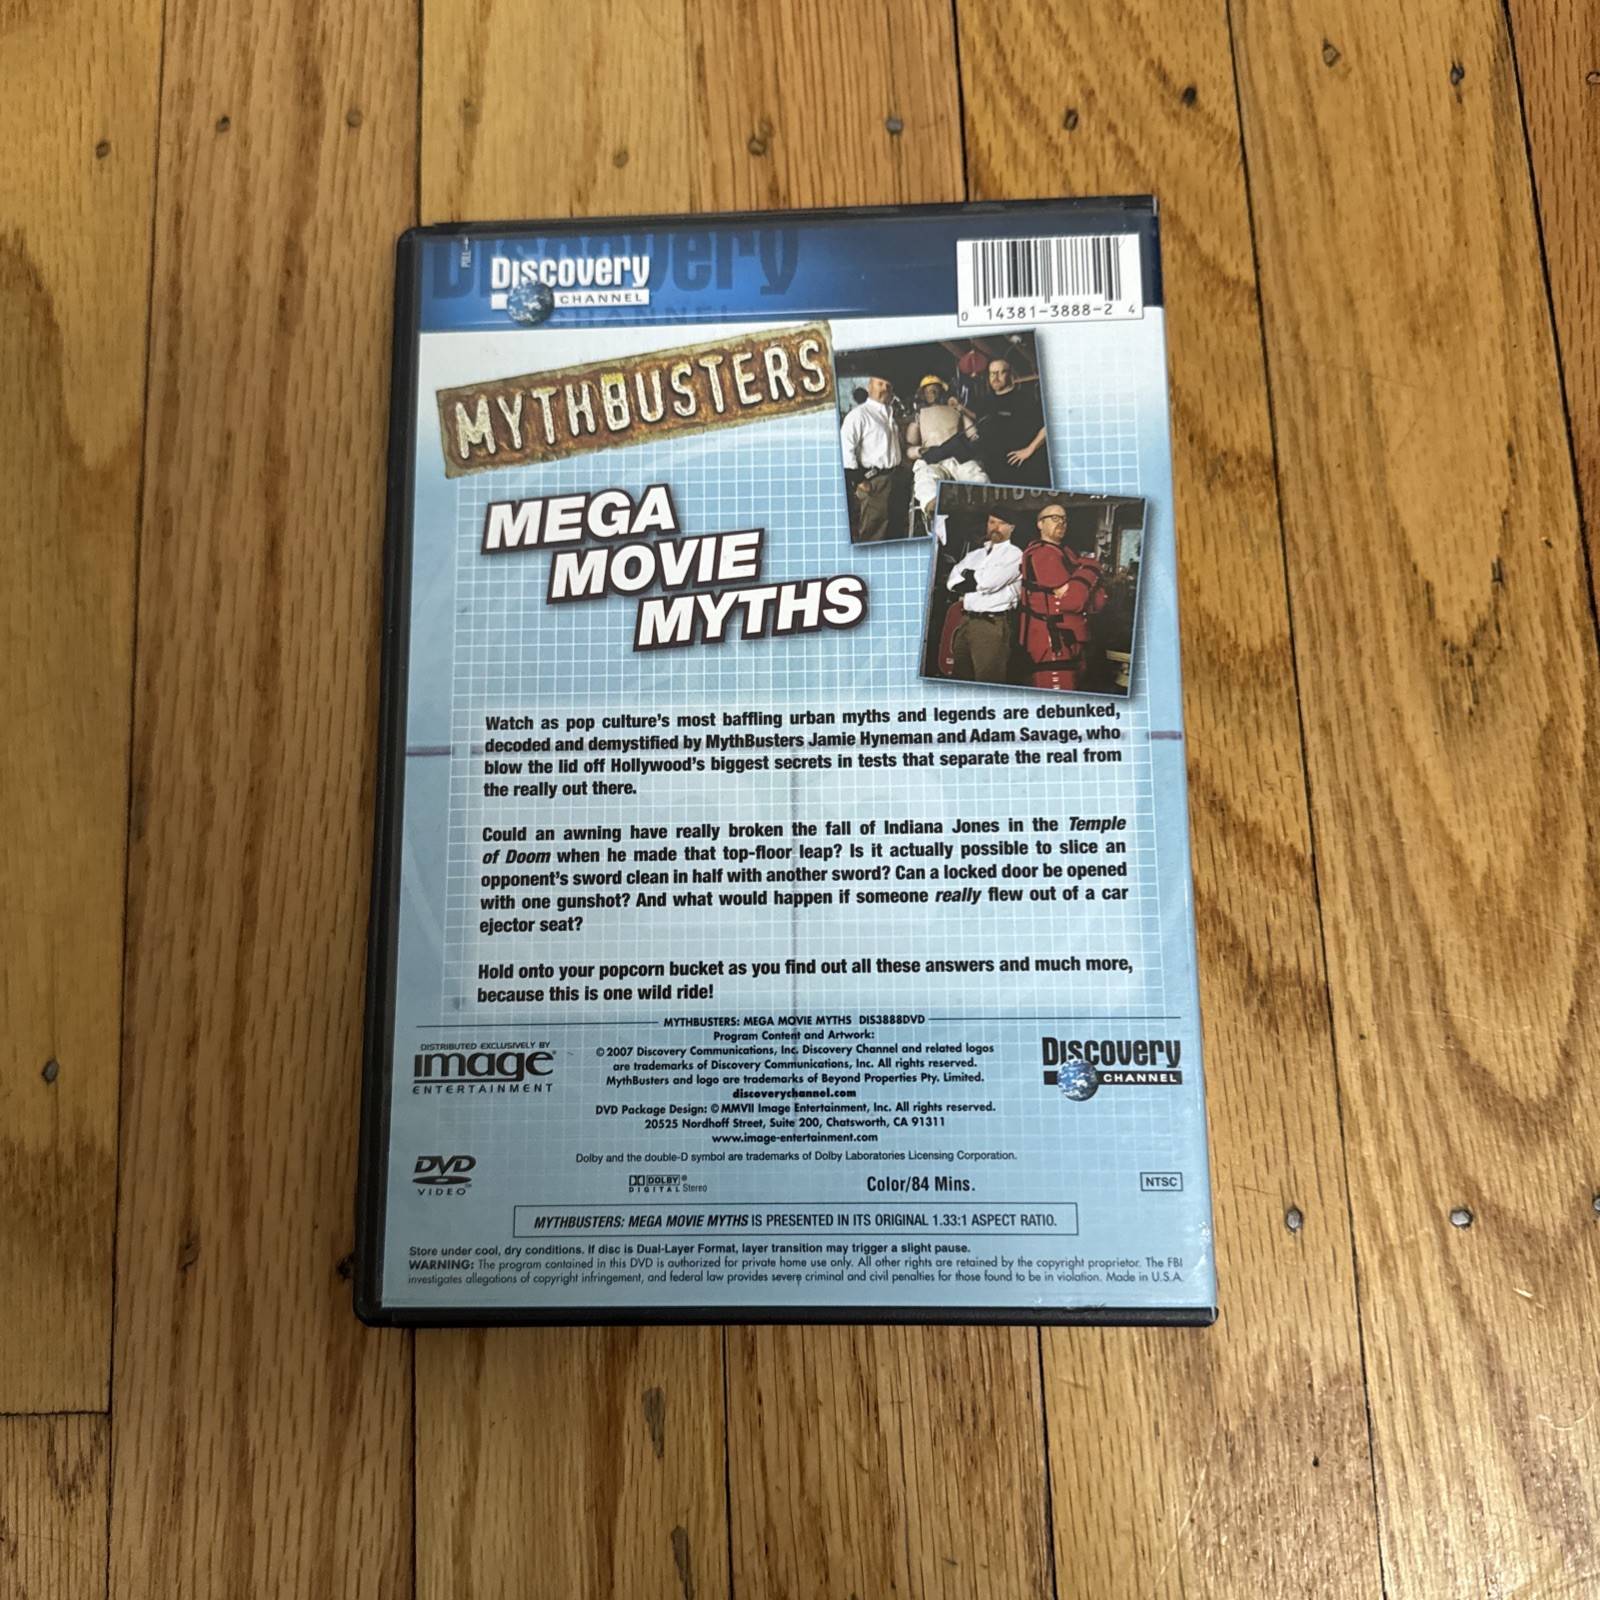 PULL
Discovery
CHANNEL
Discovery
CHANNEL
0 14381-3888-2 4
MYTHBUSTERS
MEGA
MOVIE
MYTHS
Watch as pop culture's most baffling urban myths and legends are debunked,
decoded and demystified by MythBusters Jamie Hyneman and Adam Savage, who
blow the lid off Hollywood's biggest secrets in tests that separate the real from
the really out there.
Could an awning have really broken the fall of Indiana Jones in the Temple
of Doom when he made that top-floor leap? Is it actually possible to slice an
opponent's sword clean in half with another sword? Can a locked door be opened
with one gunshot? And what would happen if someone really flew out of a car
ejector seat?
Hold onto your popcorn bucket as you find out all these answers and much more,
because this is one wild ride!
MYTHBUSTERS: MEGA MOVIE MYTHS DIS3888DVD
Program Content and Artwork:
© 2007 Discovery Communications, Inc. Discovery Channel and related logos
are trademarks of Discovery Communications, Inc. All rights reserved.
MythBusters and logo are trademarks of Beyond Properties Pty. Limited.
discoverychannel.com
DVD Package Design: © MMVII Image Entertainment, Inc. All rights reserved.
20525 Nordhoff Street, Suite 200, Chatsworth, CA 91311
www.image-entertainment.com
DISTRIBUTED EXCLUSIVELY BY
image®
ENTERTAINMENT
Discovery
CHANNEL
Dolby and the double-D symbol are trademarks of Dolby Laboratories Licensing Corporation.
DVD
VIDEO™
DOLBY®
DIGITAL Stereo
Color/84 Mins.
NTSC
MYTHBUSTERS: MEGA MOVIE MYTHS IS PRESENTED IN ITS ORIGINAL 1.33:1 ASPECT RATIO.
Store under cool, dry conditions. If disc is Dual-Layer Format, layer transition may trigger a slight pause.
WARNING: The program contained in this DVD is authorized for private home use only. All other rights are retained by the copyright proprietor. The FBI
investigates allegations of copyright infringement, and federal law provides severe criminal and civil penalties for those found to be in violation. Made in U.S.A.